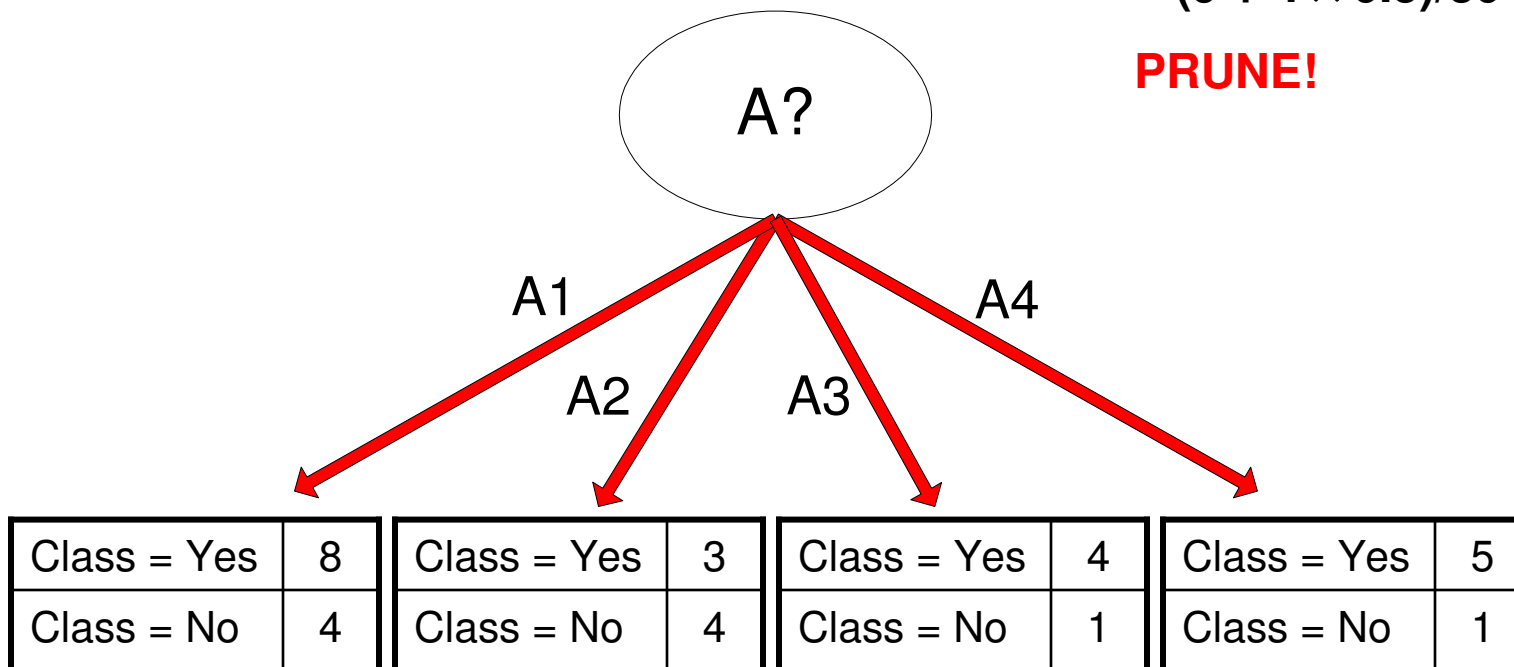 PRUNE!
A?
A1
A4
A2
A3
Class = Yes 8
Class = No 4
Class = Yes 3
Class = No 4
Class = Yes 4
Class = No 1
Class = Yes 5
Class = No 1